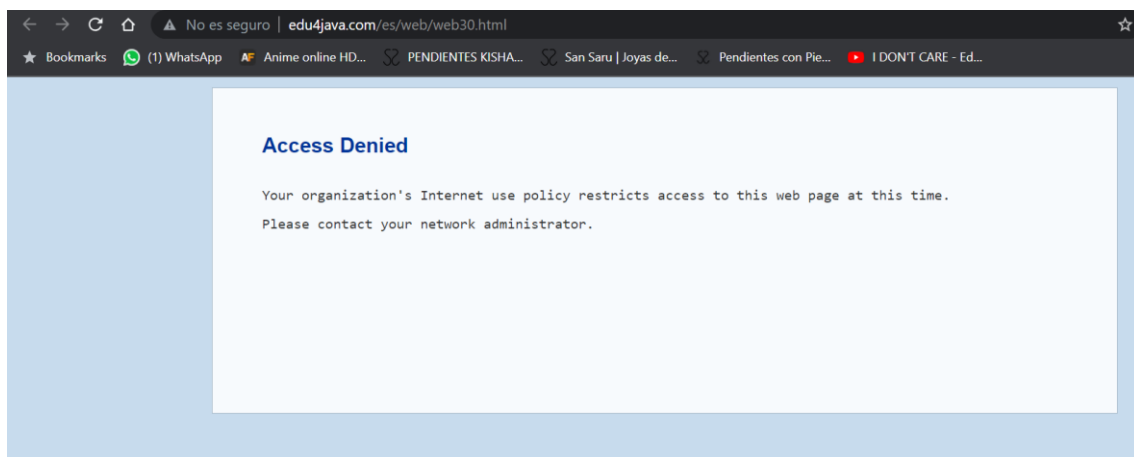 No es seguro | edu4java.com/es/web/web30.html
Bookmarks (1) WhatsApp AF Anime online HD... PENDIENTES KISHA... San Saru | Joyas de... Pendientes con Pie... I DON'T CARE - Ed...
Access Denied
Your organization's Internet use policy restricts access to this web page at this time.
Please contact your network administrator.